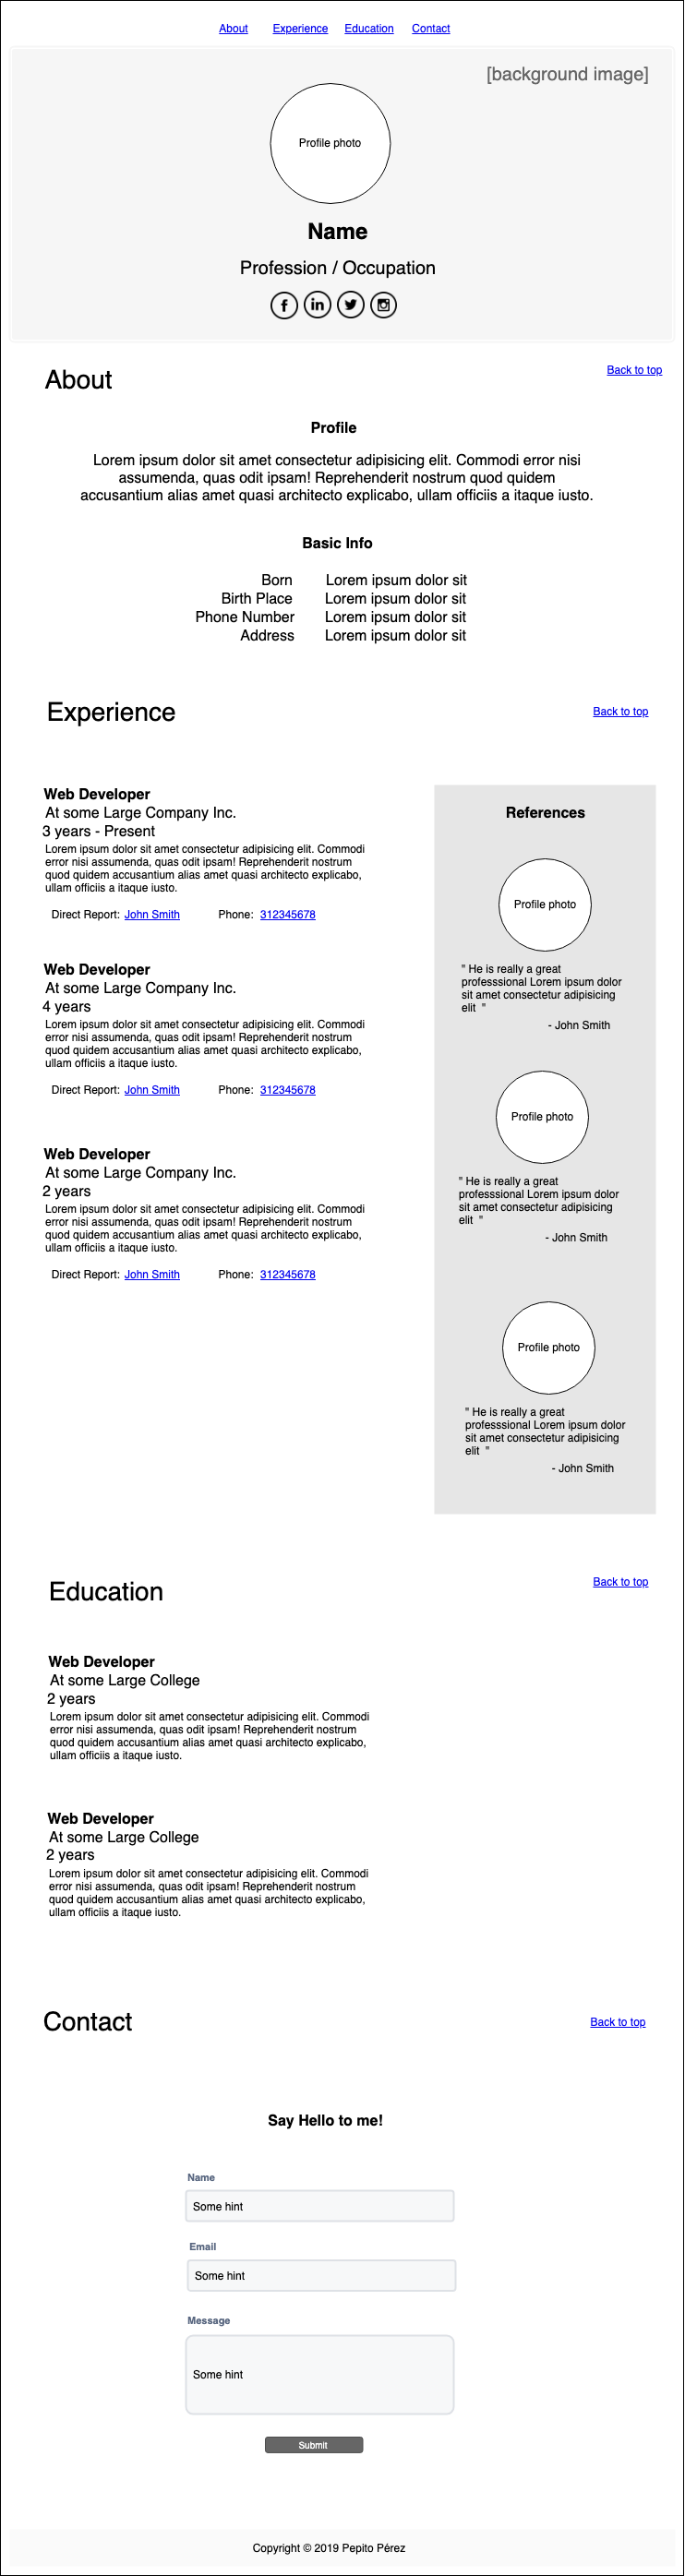 About Experience Education Contact
[background image]
Profile photo
Name
Profession / Occupation
About
Back to top
Profile
Lorem ipsum dolor sit amet consectetur adipisicing elit. Commodi error nisi
assumenda, quas odit ipsam! Reprehenderit nostrum quod quidem
accusantium alias amet quasi architecto explicabo, ullam officiis a itaque iusto.
Basic Info
Born Lorem ipsum dolor sit
Birth Place Lorem ipsum dolor sit
Phone Number Lorem ipsum dolor sit
Address Lorem ipsum dolor sit
Experience
Back to top
Web Developer
At some Large Company Inc.
3 years - Present
Lorem ipsum dolor sit amet consectetur adipisicing elit. Commodi
error nisi assumenda, quas odit ipsam! Reprehenderit nostrum
quod quidem accusantium alias amet quasi architecto explicabo,
ullam officiis a itaque iusto.
Direct Report: John Smith Phone: 312345678
Web Developer
At some Large Company Inc.
4 years
Lorem ipsum dolor sit amet consectetur adipisicing elit. Commodi
error nisi assumenda, quas odit ipsam! Reprehenderit nostrum
quod quidem accusantium alias amet quasi architecto explicabo,
ullam officiis a itaque iusto.
Direct Report: John Smith Phone: 312345678
Web Developer
At some Large Company Inc.
2 years
Lorem ipsum dolor sit amet consectetur adipisicing elit. Commodi
error nisi assumenda, quas odit ipsam! Reprehenderit nostrum
quod quidem accusantium alias amet quasi architecto explicabo,
ullam officiis a itaque iusto.
Direct Report: John Smith Phone: 312345678
References
Profile photo
" He is really a great
professsional Lorem ipsum dolor
sit amet consectetur adipisicing
elit "
- John Smith
Profile photo
" He is really a great
professsional Lorem ipsum dolor
sit amet consectetur adipisicing
elit "
- John Smith
Profile photo
" He is really a great
professsional Lorem ipsum dolor
sit amet consectetur adipisicing
elit "
- John Smith
Education
Back to top
Web Developer
At some Large College
2 years
Lorem ipsum dolor sit amet consectetur adipisicing elit. Commodi
error nisi assumenda, quas odit ipsam! Reprehenderit nostrum
quod quidem accusantium alias amet quasi architecto explicabo,
ullam officiis a itaque iusto.
Web Developer
At some Large College
2 years
Lorem ipsum dolor sit amet consectetur adipisicing elit. Commodi
error nisi assumenda, quas odit ipsam! Reprehenderit nostrum
quod quidem accusantium alias amet quasi architecto explicabo,
ullam officiis a itaque iusto.
Contact
Back to top
Say Hello to me!
Name
Some hint
Email
Some hint
Message
Some hint
Submit
Copyright © 2019 Pepito Pérez